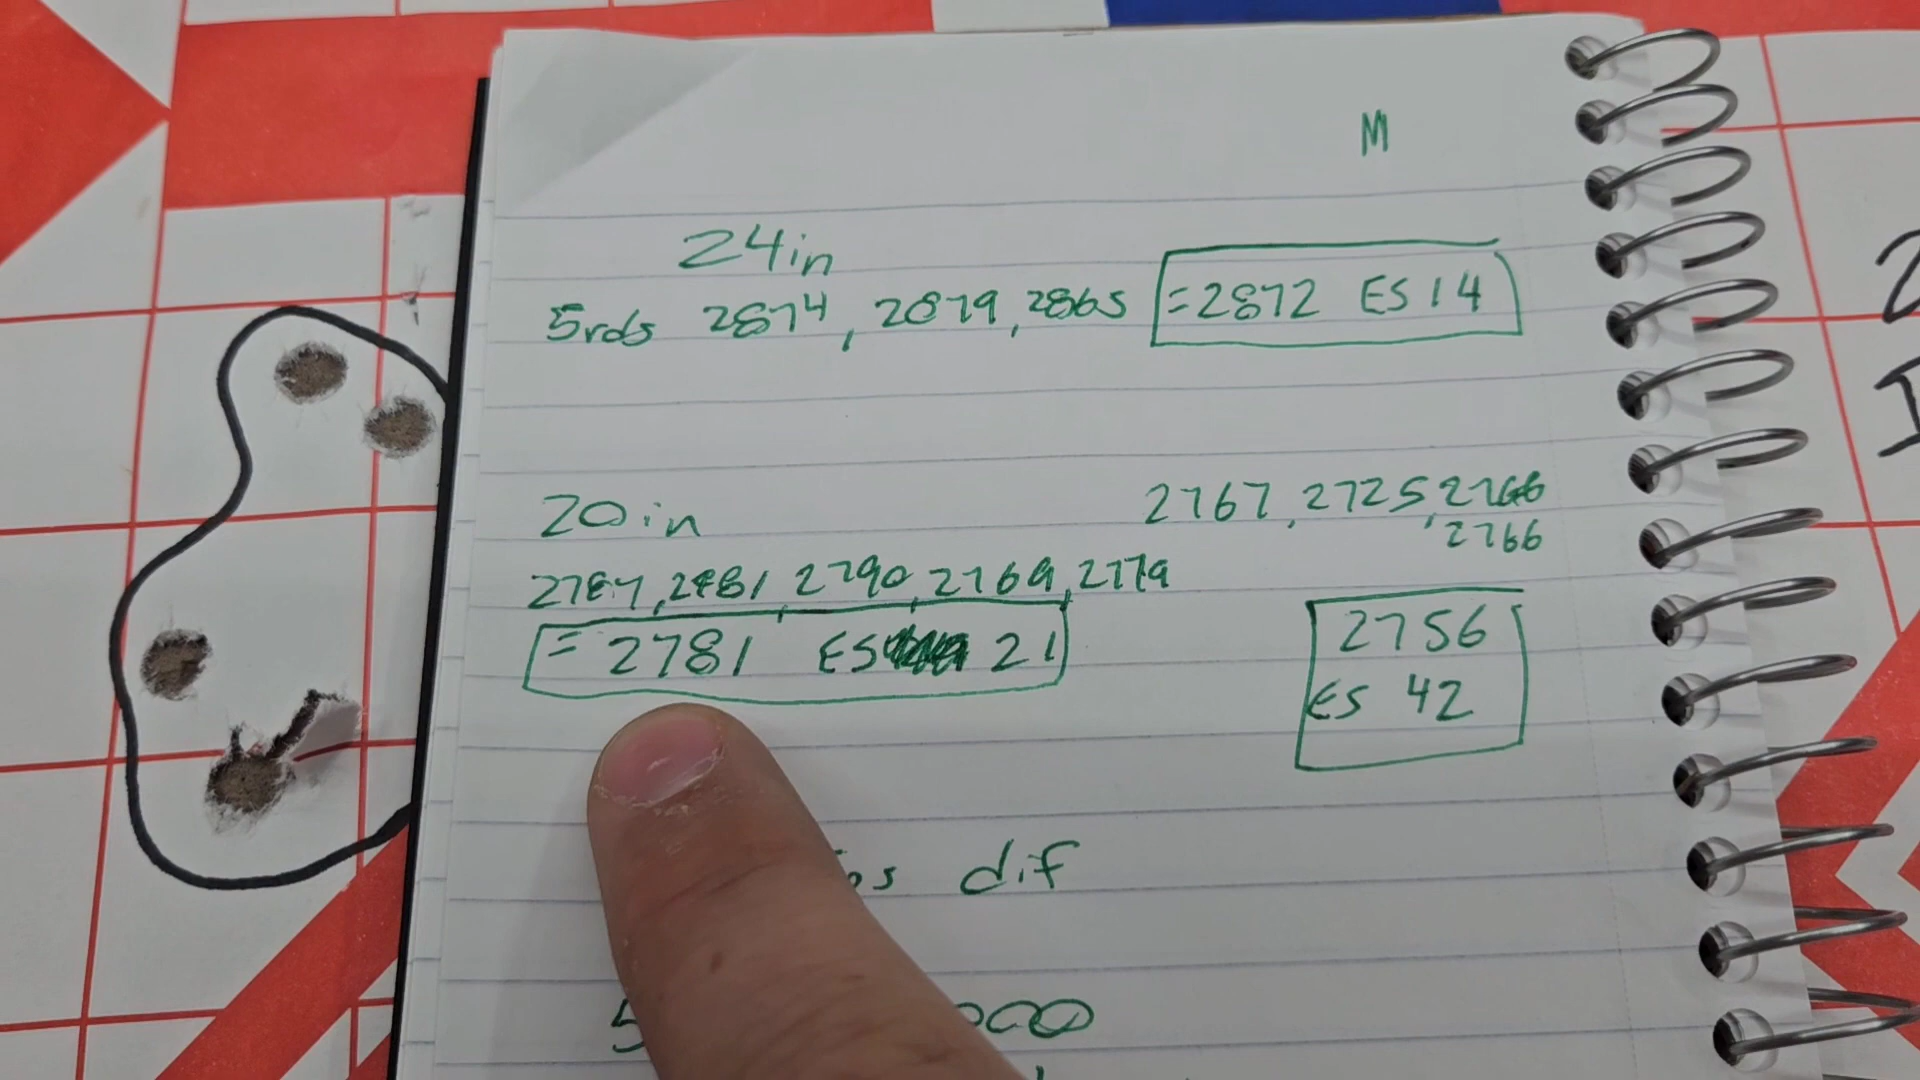 M
24in
5rds 2874, 2879, 2865 =2872 ES 14
20in
2767, 2725, 2766
2766
2787, 2781, 2790, 2769, 2779
= 2781 ES 21
2756
ES 42
dif